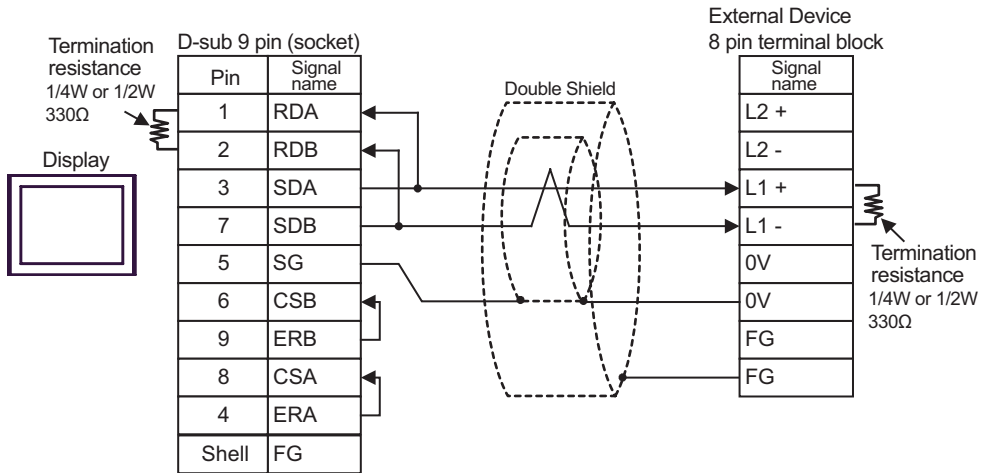 External Device
8 pin terminal block
D-sub 9 pin (socket)
Termination
resistance
1/4W or 1/2W
330Ω
Display
Pin Signal name
1 RDA
2 RDB
3 SDA
7 SDB
5 SG
6 CSB
9 ERB
8 CSA
4 ERA
Shell FG
Double Shield
Signal
name
L2 +
L2 -
L1 +
L1 -
0V
0V
FG
FG
Termination
resistance
1/4W or 1/2W
330Ω